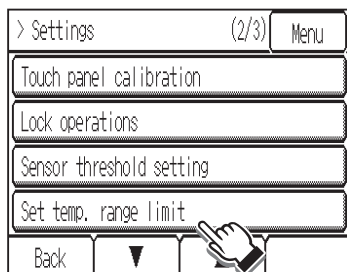 > Settings (2/3) Menu
Touch panel calibration
Lock operations
Sensor threshold setting
Set temp. range limit
Back ▼ ▲